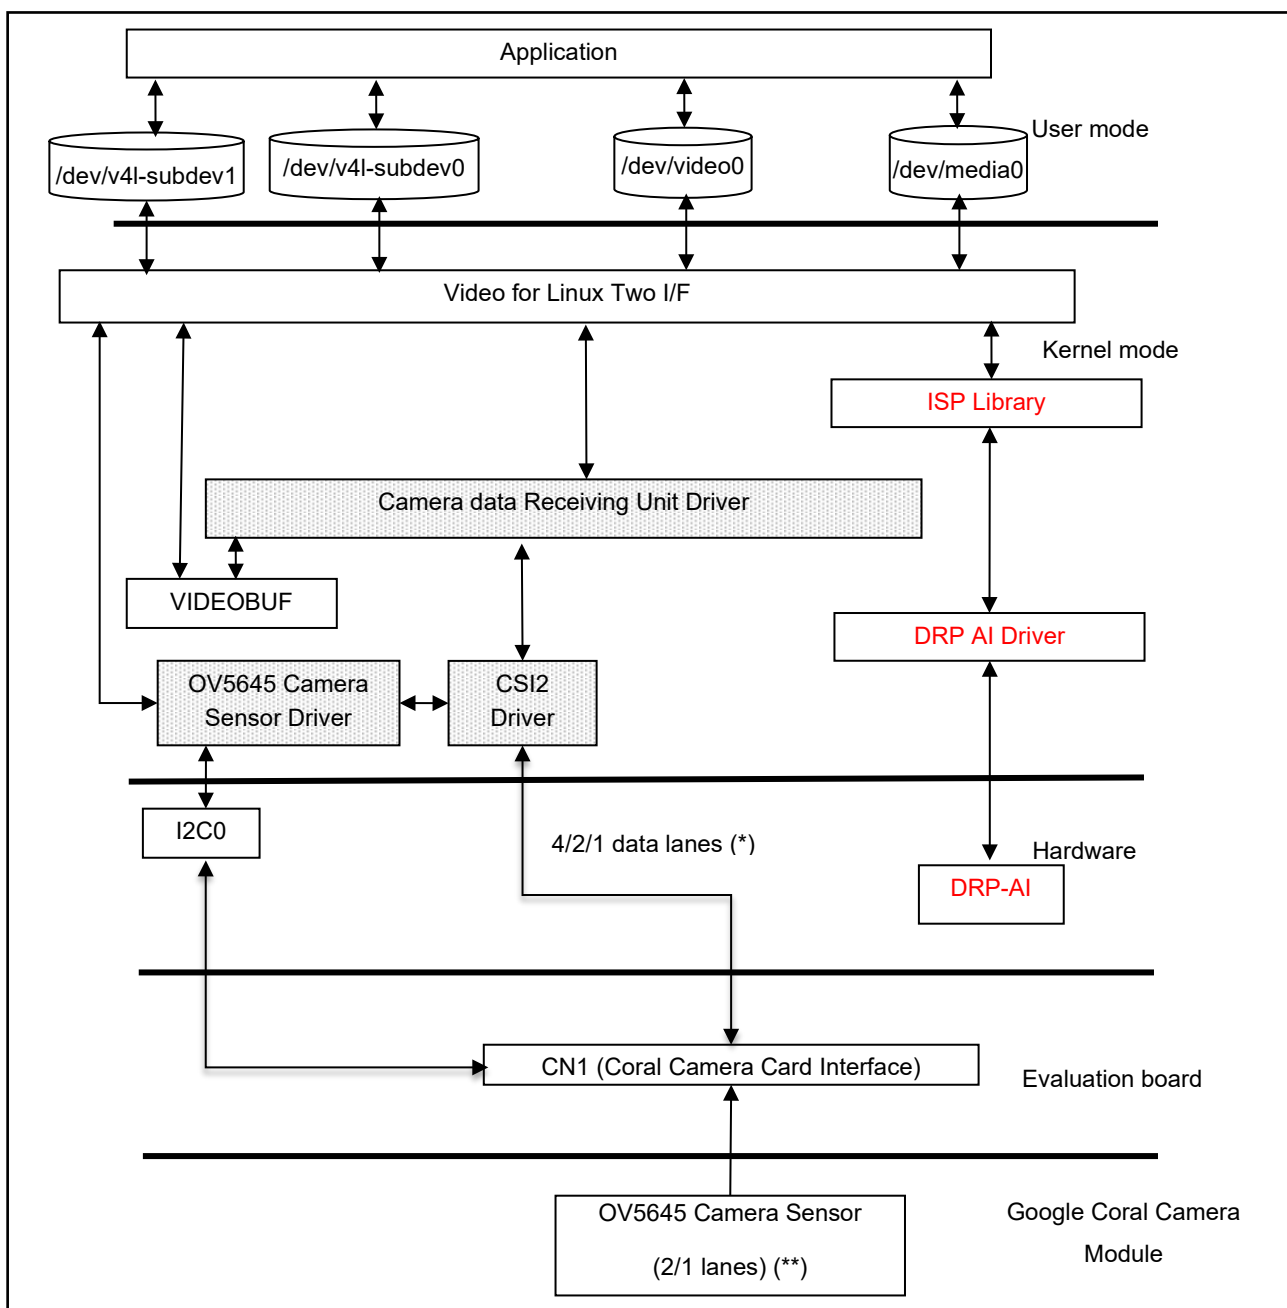 Application
User mode
/dev/v4l-subdev1
/dev/v4l-subdev0
/dev/video0
/dev/media0
Video for Linux Two I/F
Kernel mode
ISP Library
Camera data Receiving Unit Driver
VIDEOBUF
DRP AI Driver
OV5645 Camera
Sensor Driver
CSI2
Driver
I2C0
4/2/1 data lanes (*)
Hardware
DRP-AI
CN1 (Coral Camera Card Interface)
Evaluation board
OV5645 Camera Sensor
(2/1 lanes) (**)
Google Coral Camera
Module